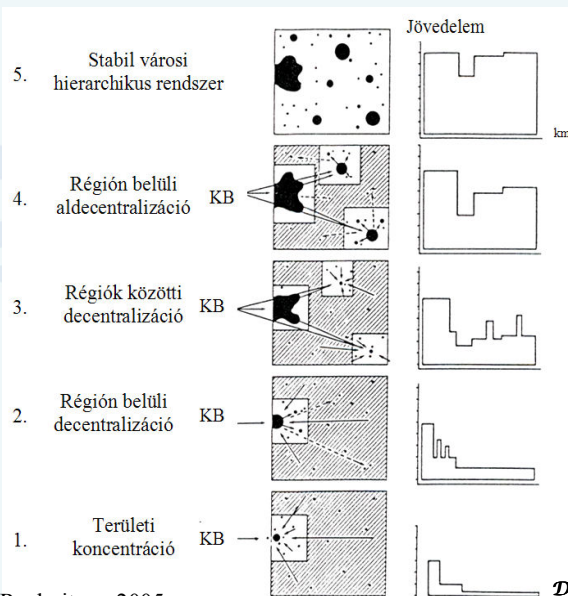 Jövedelem
5. Stabil városi
hierarchikus rendszer
km
4. Régión belüli
aldecentralizáció
KB
3. Régiók közötti
decentralizáció
KB
2. Régión belüli
decentralizáció
KB
1. Területi
koncentráció
KB